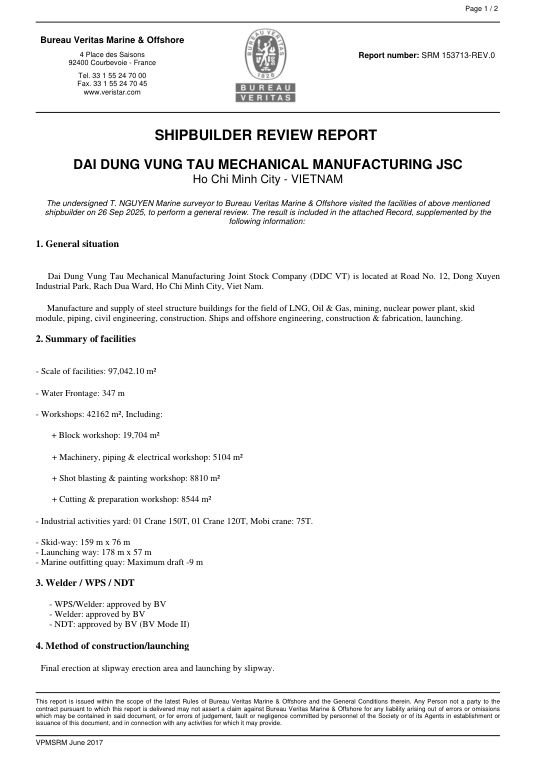 Page 1 / 2
Bureau Veritas Marine & Offshore
4 Place des Saisons
92400 Courbevoie - France
Tel. 33 1 55 24 70 00
Fax. 33 1 55 24 70 45
www.veristar.com
BUREAU VERITAS
1828
BUREAU
VERITAS
Report number: SRM 153713-REV.0
SHIPBUILDER REVIEW REPORT
DAI DUNG VUNG TAU MECHANICAL MANUFACTURING JSC
Ho Chi Minh City - VIETNAM
The undersigned T. NGUYEN Marine surveyor to Bureau Veritas Marine & Offshore visited the facilities of above mentioned
shipbuilder on 26 Sep 2025, to perform a general review. The result is included in the attached Record, supplemented by the
following information:
1. General situation
Dai Dung Vung Tau Mechanical Manufacturing Joint Stock Company (DDC VT) is located at Road No. 12, Dong Xuyen
Industrial Park, Rach Dua Ward, Ho Chi Minh City, Viet Nam.
Manufacture and supply of steel structure buildings for the field of LNG, Oil & Gas, mining, nuclear power plant, skid
module, piping, civil engineering, construction. Ships and offshore engineering, construction & fabrication, launching.
2. Summary of facilities
- Scale of facilities: 97,042.10 m²
- Water Frontage: 347 m
- Workshops: 42162 m², Including:
+ Block workshop: 19,704 m²
+ Machinery, piping & electrical workshop: 5104 m²
+ Shot blasting & painting workshop: 8810 m²
+ Cutting & preparation workshop: 8544 m²
- Industrial activities yard: 01 Crane 150T, 01 Crane 120T, Mobi crane: 75T.
- Skid-way: 159 m x 76 m
- Launching way: 178 m x 57 m
- Marine outfitting quay: Maximum draft -9 m
3. Welder / WPS / NDT
- WPS/Welder: approved by BV
- Welder: approved by BV
- NDT: approved by BV (BV Mode II)
4. Method of construction/launching
Final erection at slipway erection area and launching by slipway.
This report is issued within the scope of the latest Rules of Bureau Veritas Marine & Offshore and the General Conditions therein. Any Person not a party to the
contract pursuant to which this report is delivered may not assert a claim against Bureau Veritas Marine & Offshore for any liability arising out of errors or omissions
which may be contained in said document, or for errors of judgement, fault or negligence committed by personnel of the Society or of its Agents in establishment or
issuance of this document, and in connection with any activities for which it may provide.
VPMSRM June 2017